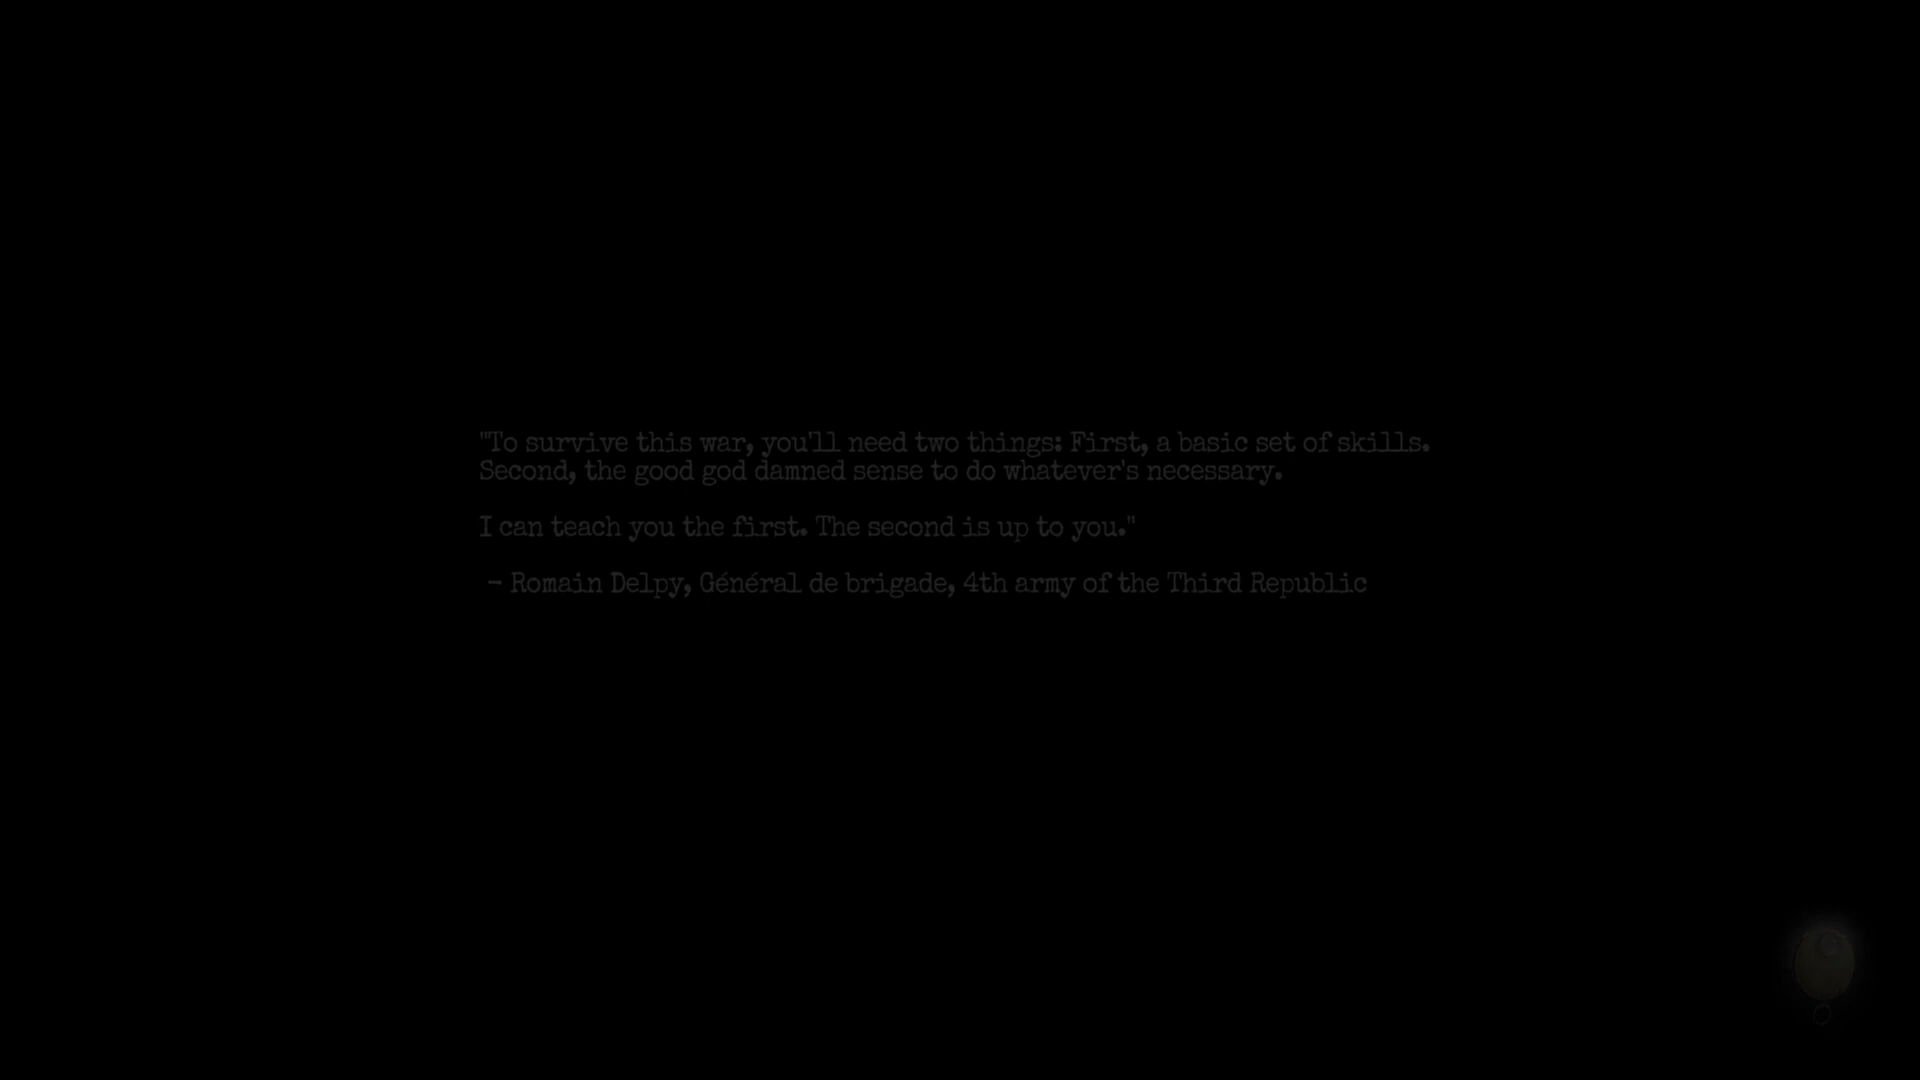 "To survive this war, you'll need two things: First, a basic set of skills.
Second, the good god damned sense to do whatever's necessary.
I can teach you the first. The second is up to you."
- Romain Delpy, Général de brigade, 4th army of the Third Republic